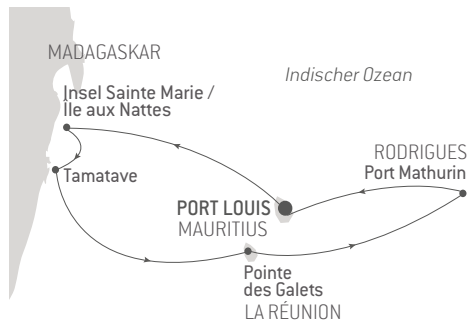 MADAGASKAR
Indischer Ozean
Insel Sainte Marie /
Île aux Nattes
Tamatave
RODRIGUES
Port Mathurin
PORT LOUIS
MAURITIUS
Pointe
des Galets
LA RÉUNION